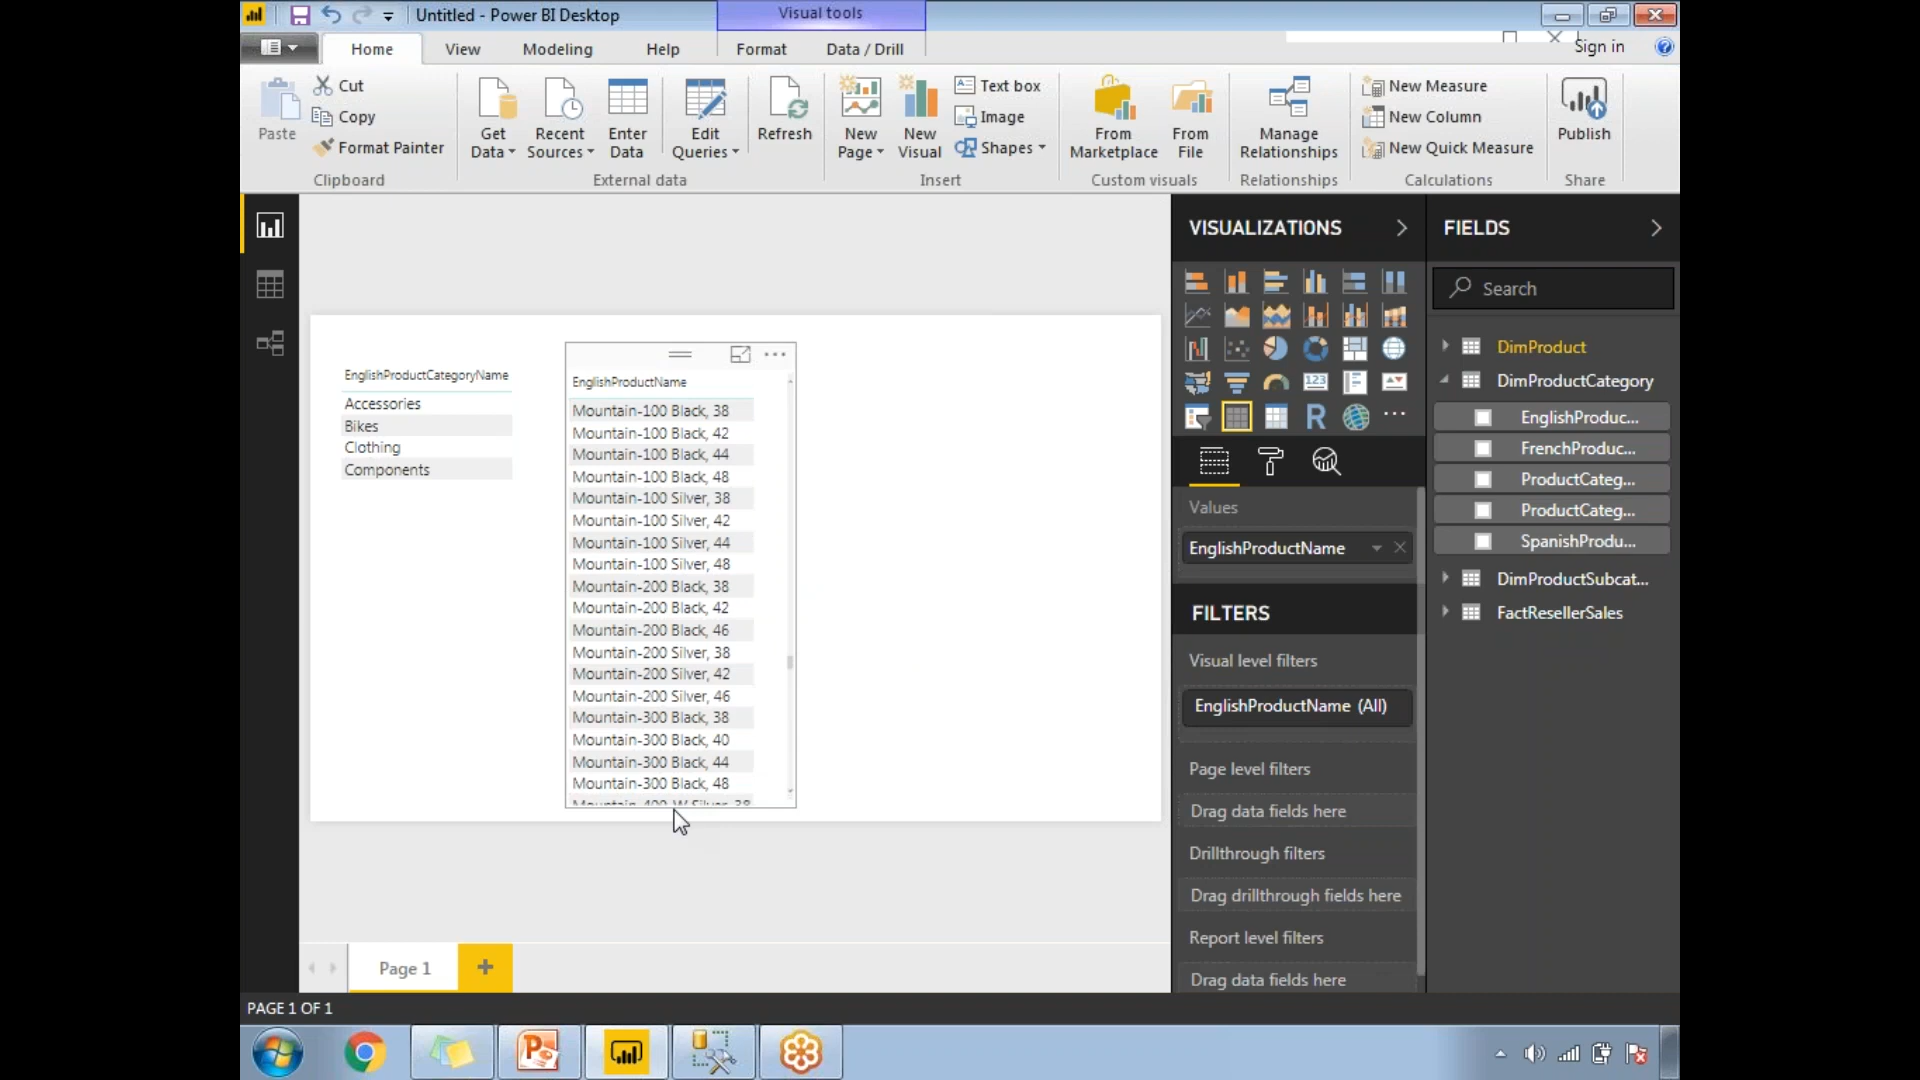 Untitled - Power BI Desktop
Visual tools
Home
View
Modeling
Help
Format
Data / Drill
Sign in
Paste
Cut
Copy
Format Painter
Clipboard
Get Data
Recent Sources
Enter Data
Edit Queries
Refresh
External data
New Page
New Visual
Text box
Image
Shapes
Insert
From Marketplace
From File
Custom visuals
Manage Relationships
Relationships
New Measure
New Column
New Quick Measure
Calculations
Publish
Share
EnglishProductCategoryName
Accessories
Bikes
Clothing
Components
EnglishProductName
Mountain-100 Black, 38
Mountain-100 Black, 42
Mountain-100 Black, 44
Mountain-100 Black, 48
Mountain-100 Silver, 38
Mountain-100 Silver, 42
Mountain-100 Silver, 44
Mountain-100 Silver, 48
Mountain-200 Black, 38
Mountain-200 Black, 42
Mountain-200 Black, 46
Mountain-200 Silver, 38
Mountain-200 Silver, 42
Mountain-200 Silver, 46
Mountain-300 Black, 38
Mountain-300 Black, 40
Mountain-300 Black, 44
Mountain-300 Black, 48
Mountain-400-W Silver, 38
VISUALIZATIONS
123
R
Values
EnglishProductName
FILTERS
Visual level filters
EnglishProductName (All)
Page level filters
Drag data fields here
Drillthrough filters
Drag drillthrough fields here
Report level filters
Drag data fields here
FIELDS
Search
DimProduct
DimProductCategory
EnglishProduc...
FrenchProduc...
ProductCateg...
ProductCateg...
SpanishProdu...
DimProductSubcat...
FactResellerSales
Page 1
PAGE 1 OF 1